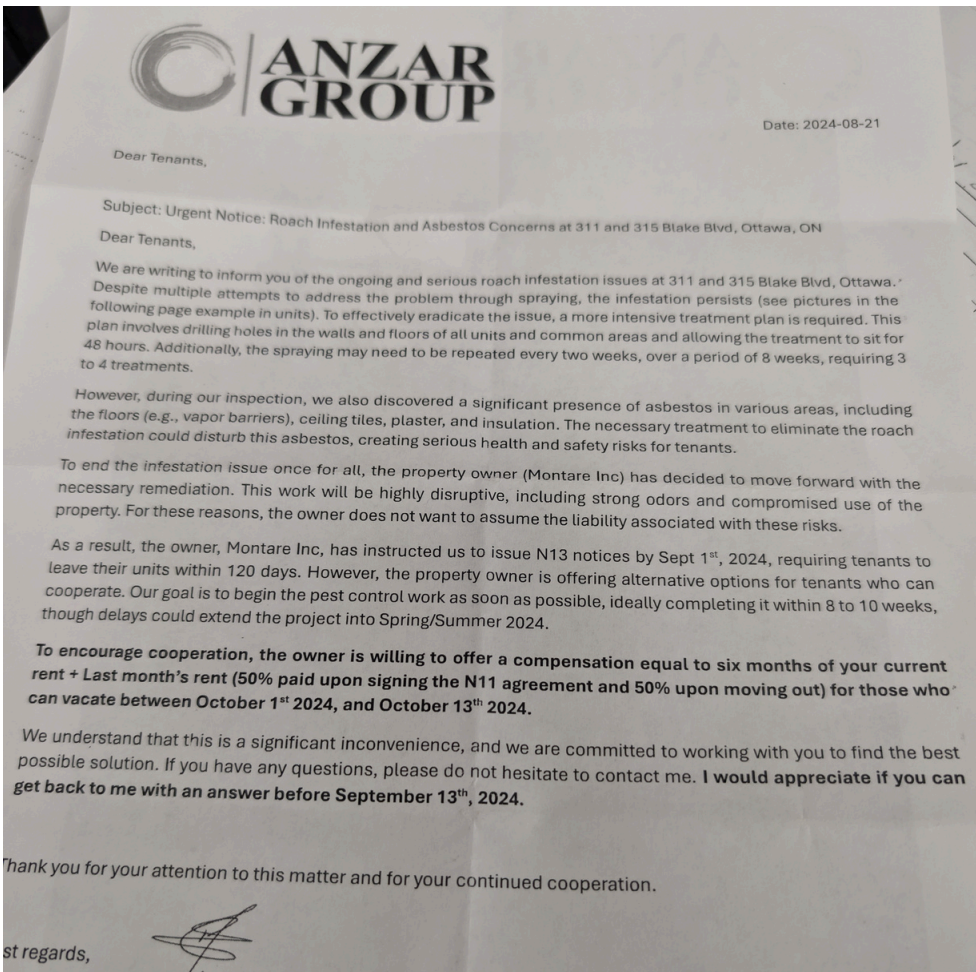 ANZAR
GROUP
Date: 2024-08-21
Dear Tenants,
Subject: Urgent Notice: Roach Infestation and Asbestos Concerns at 311 and 315 Blake Blvd, Ottawa, ON
Dear Tenants,
We are writing to inform you of the ongoing and serious roach infestation issues at 311 and 315 Blake Blvd, Ottawa.
Despite multiple attempts to address the problem through spraying, the infestation persists (see pictures in the
following page example in units). To effectively eradicate the issue, a more intensive treatment plan is required. This
plan involves drilling holes in the walls and floors of all units and common areas and allowing the treatment to sit for
48 hours. Additionally, the spraying may need to be repeated every two weeks, over a period of 8 weeks, requiring 3
to 4 treatments.
However, during our inspection, we also discovered a significant presence of asbestos in various areas, including
the floors (e.g., vapor barriers), ceiling tiles, plaster, and insulation. The necessary treatment to eliminate the roach
infestation could disturb this asbestos, creating serious health and safety risks for tenants.
To end the infestation issue once for all, the property owner (Montare Inc) has decided to move forward with the
necessary remediation. This work will be highly disruptive, including strong odors and compromised use of the
property. For these reasons, the owner does not want to assume the liability associated with these risks.
As a result, the owner, Montare Inc, has instructed us to issue N13 notices by Sept 1st, 2024, requiring tenants to
leave their units within 120 days. However, the property owner is offering alternative options for tenants who can
cooperate. Our goal is to begin the pest control work as soon as possible, ideally completing it within 8 to 10 weeks,
though delays could extend the project into Spring/Summer 2024.
To encourage cooperation, the owner is willing to offer a compensation equal to six months of your current
rent + Last month's rent (50% paid upon signing the N11 agreement and 50% upon moving out) for those who
can vacate between October 1st 2024, and October 13th 2024.
We understand that this is a significant inconvenience, and we are committed to working with you to find the best
possible solution. If you have any questions, please do not hesitate to contact me. I would appreciate if you can
get back to me with an answer before September 13th, 2024.
Thank you for your attention to this matter and for your continued cooperation.
st regards,